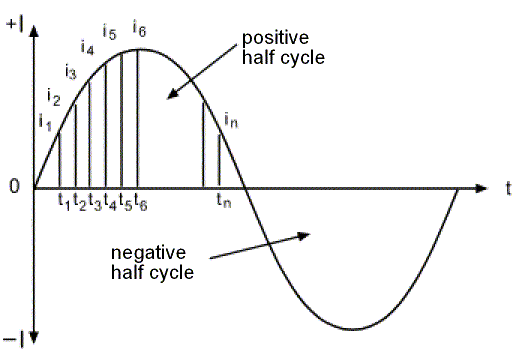 +I
i6
i5
i4
i3
i2
i1
positive
half cycle
in
0
t1 t2 t3 t4 t5 t6
tn
t
negative
half cycle
–I